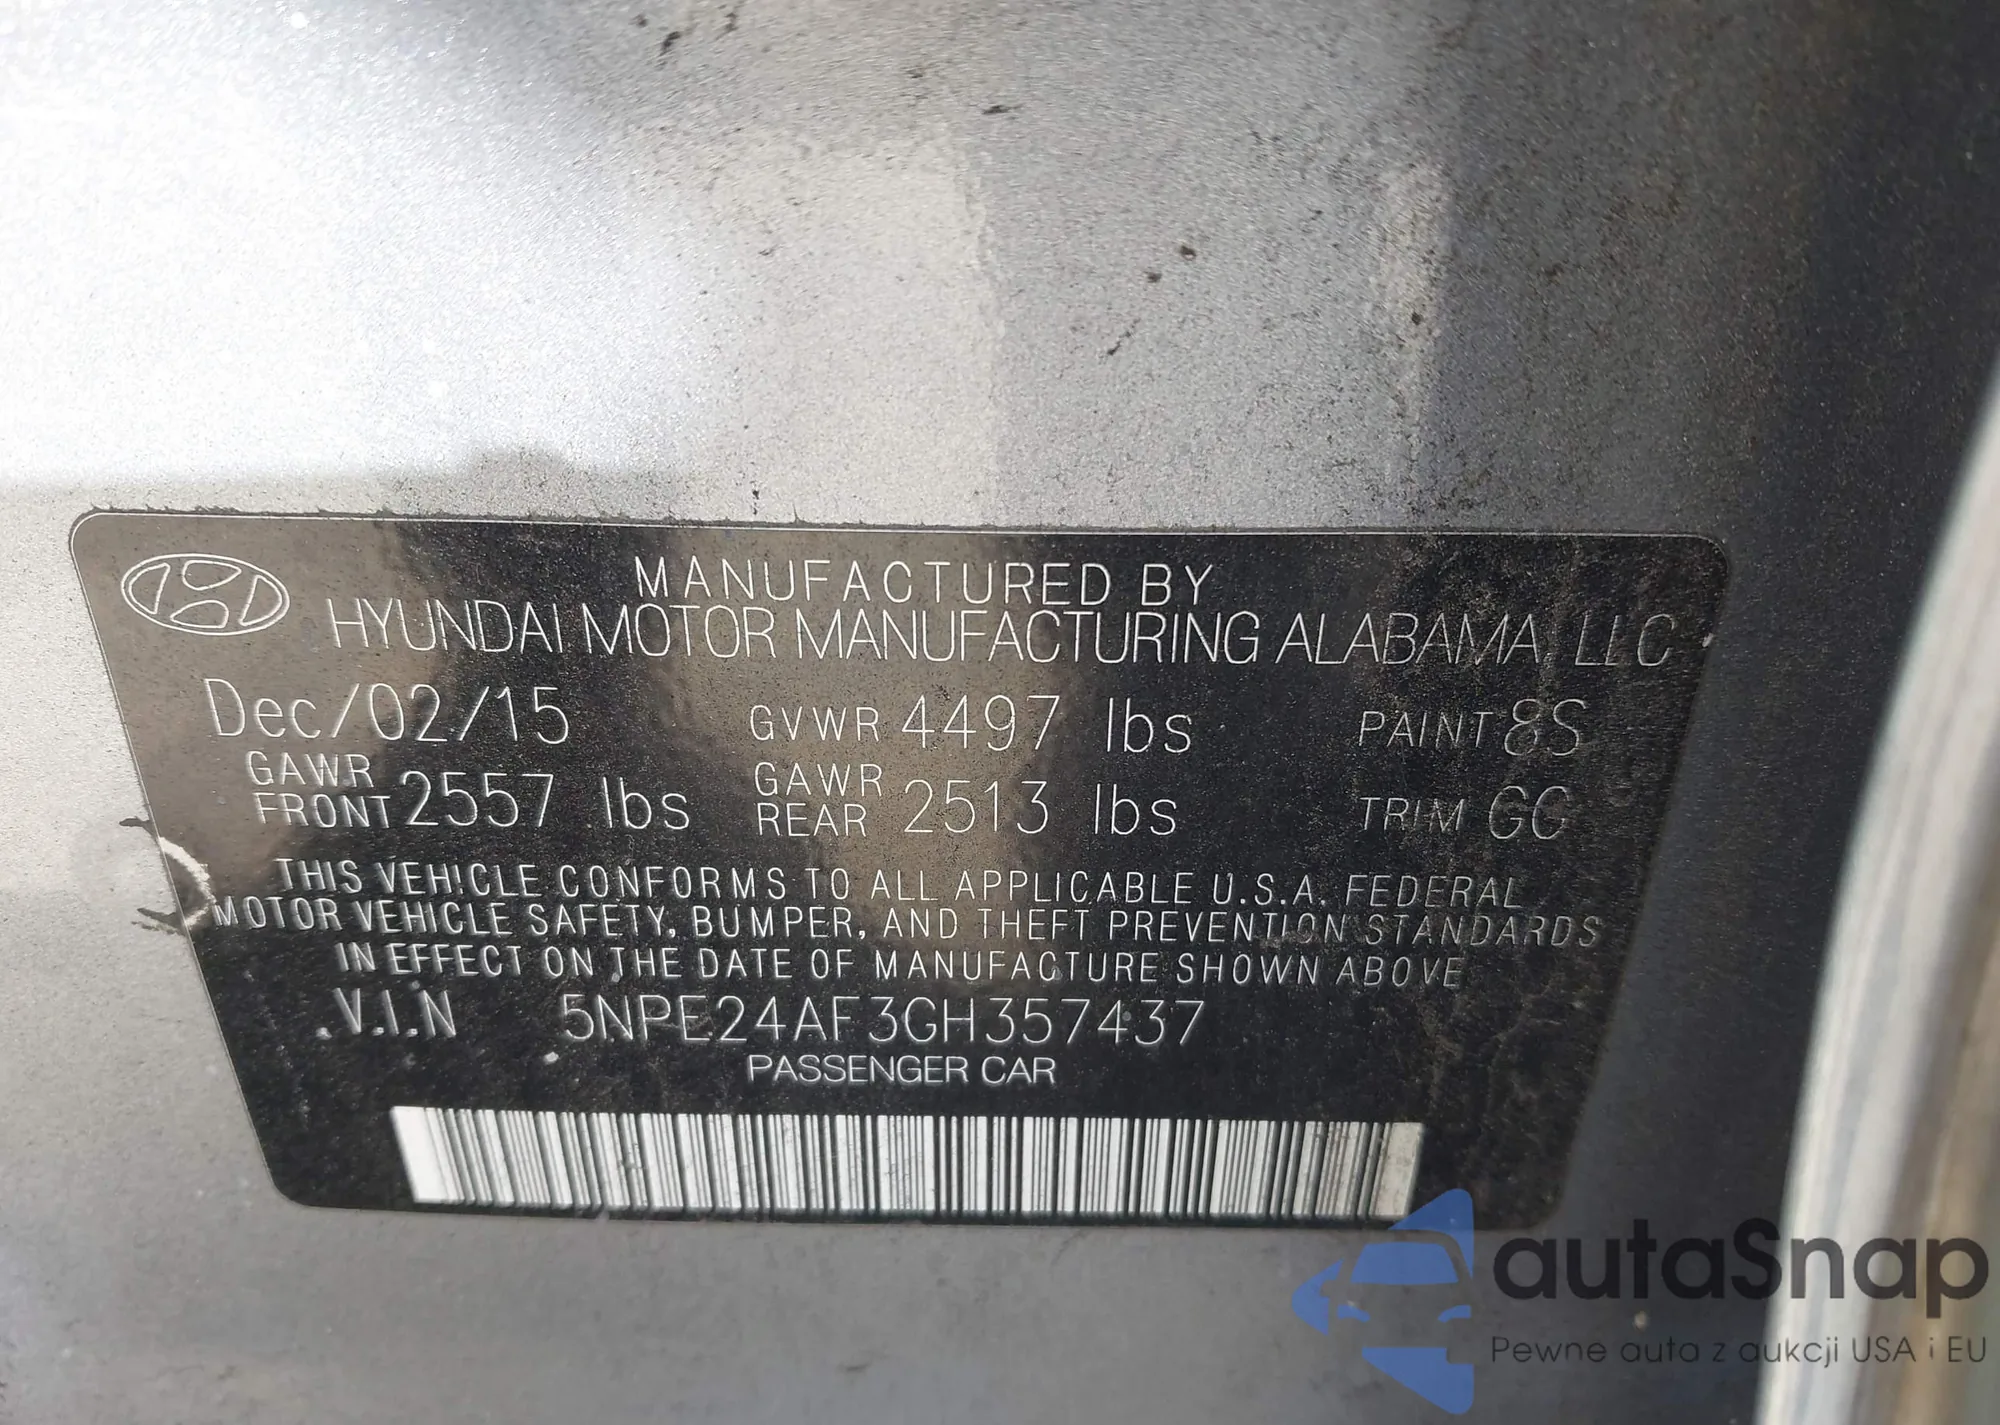 MANUFACTURED BY
HYUNDAI MOTOR MANUFACTURING ALABAMA, LLC
Dec/02/15 GVWR 4497 lbs PAINT 8S
GAWR FRONT 2557 lbs GAWR REAR 2513 lbs TRIM GC
THIS VEHICLE CONFORMS TO ALL APPLICABLE U.S.A. FEDERAL
MOTOR VEHICLE SAFETY, BUMPER, AND THEFT PREVENTION STANDARDS
IN EFFECT ON THE DATE OF MANUFACTURE SHOWN ABOVE
.V.I.N 5NPE24AF3GH357437
PASSENGER CAR
autaSnap
Pewne auta z aukcji USA i EU